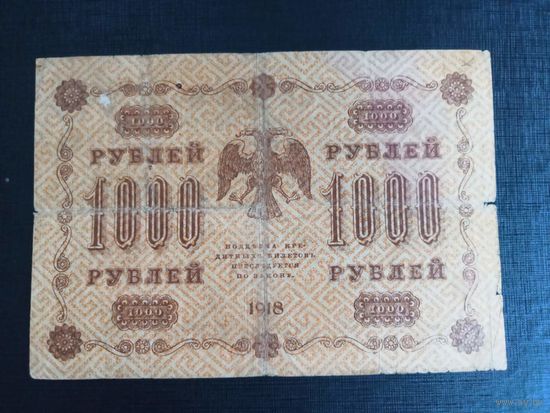 1000 1000
РУБЛЕЙ РУБЛЕЙ
1000 1000
ПОДДѢЛКА КРЕ-
ДИТНЫХЪ БИЛЕТОВЪ
ПРЕСЛѢДУЕТСЯ
ПО ЗАКОНУ.
РУБЛЕЙ РУБЛЕЙ
1918
1000 1000